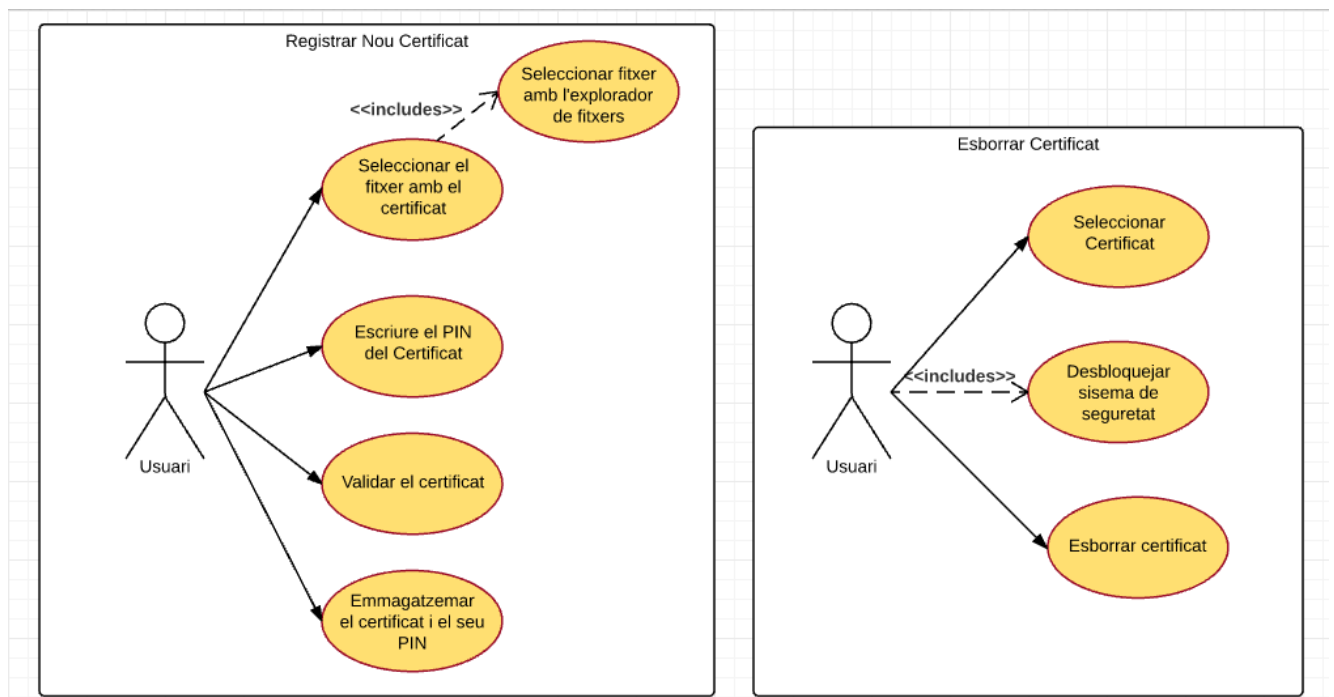 Registrar Nou Certificat
Seleccionar fitxer
amb l'explorador
de fitxers
<<includes>>
Seleccionar el
fitxer amb el
certificat
Escriure el PIN
del Certificat
Usuari
Validar el certificat
Emmagatzemar
el certificat i el seu
PIN
Esborrar Certificat
Seleccionar
Certificat
<<includes>>
Desbloquejar
sisema de
seguretat
Usuari
Esborrar certificat